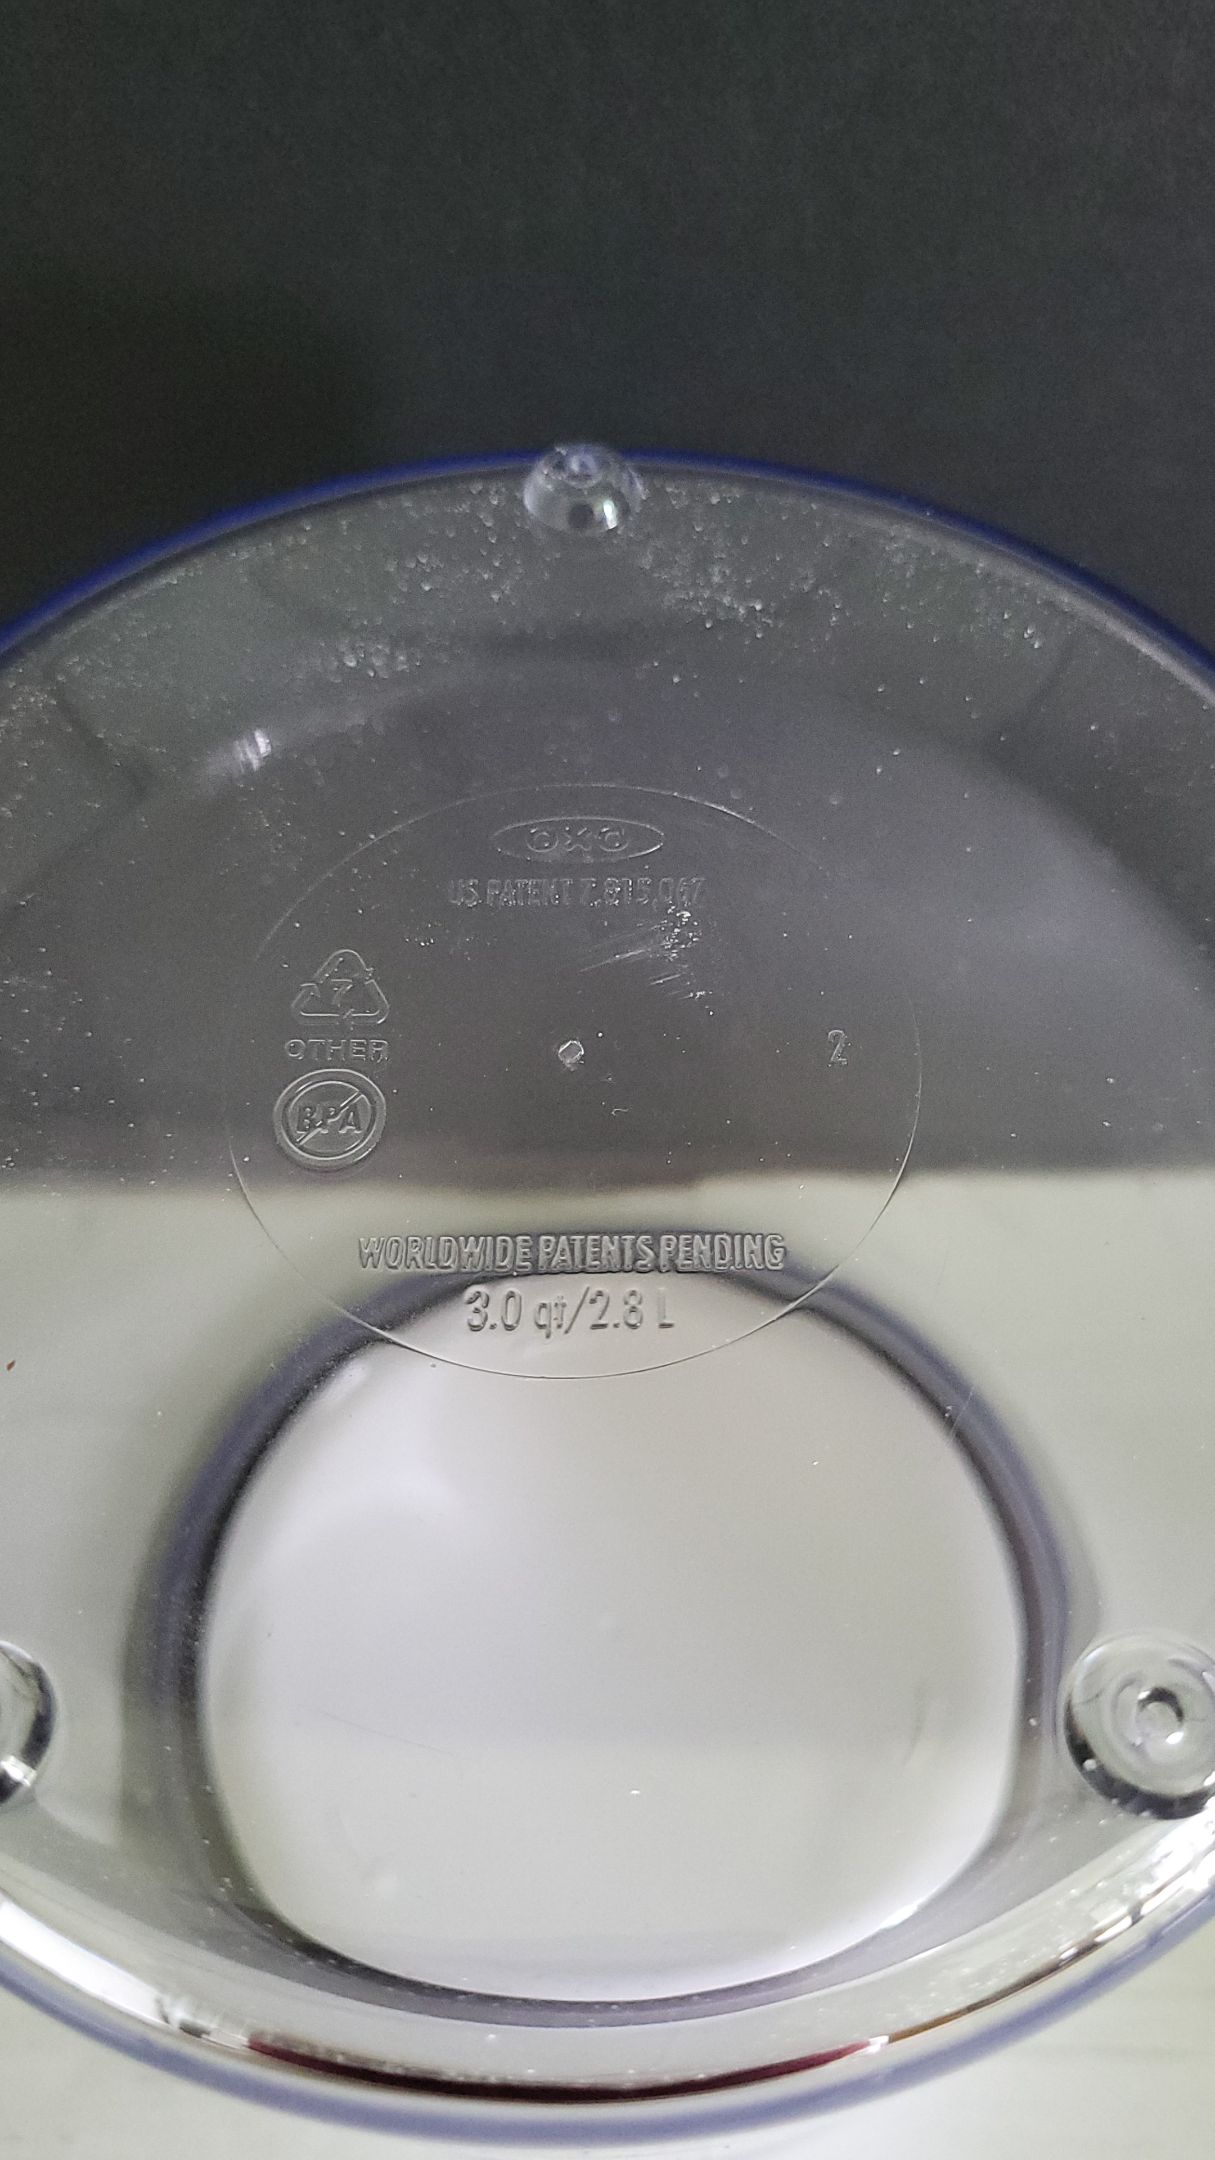 OXO
US PATENT 7,815,067
7
OTHER
2
BPA
WORLDWIDE PATENTS PENDING
3.0 qt/2.8 L